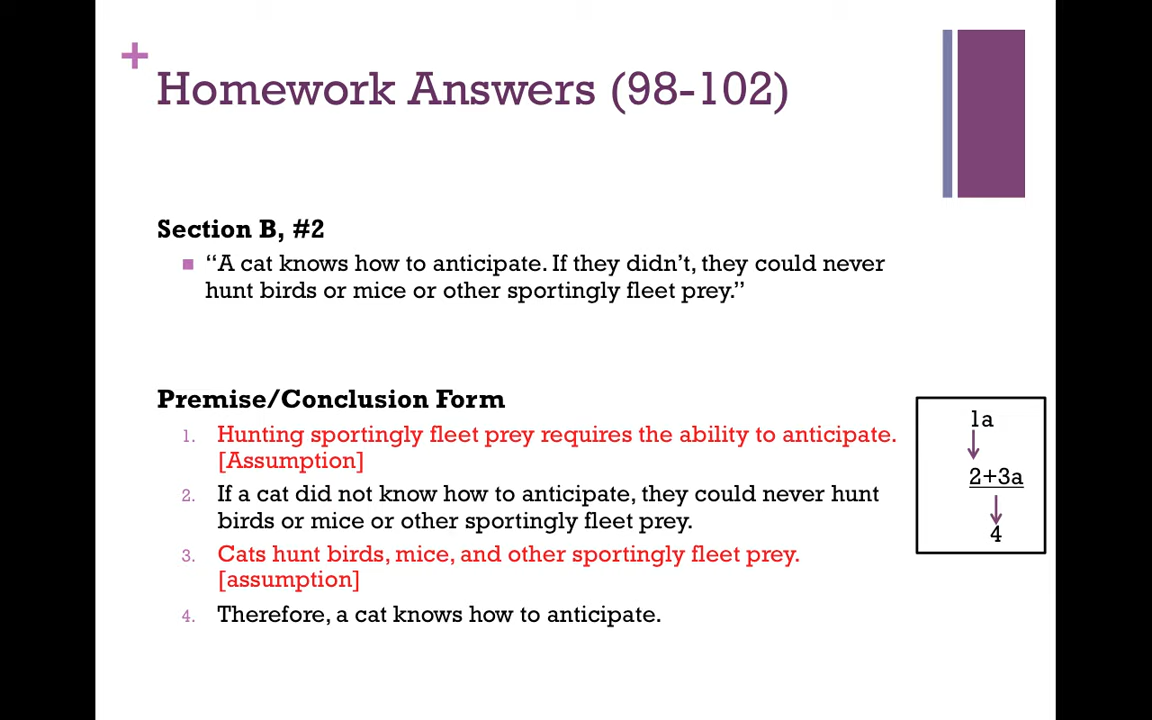 +
Homework Answers (98-102)
Section B, #2
■ “A cat knows how to anticipate. If they didn’t, they could never
hunt birds or mice or other sportingly fleet prey.”
Premise/Conclusion Form
1. Hunting sportingly fleet prey requires the ability to anticipate.
[Assumption]
2. If a cat did not know how to anticipate, they could never hunt
birds or mice or other sportingly fleet prey.
3. Cats hunt birds, mice, and other sportingly fleet prey.
[assumption]
4. Therefore, a cat knows how to anticipate.
1a
2+3a
4